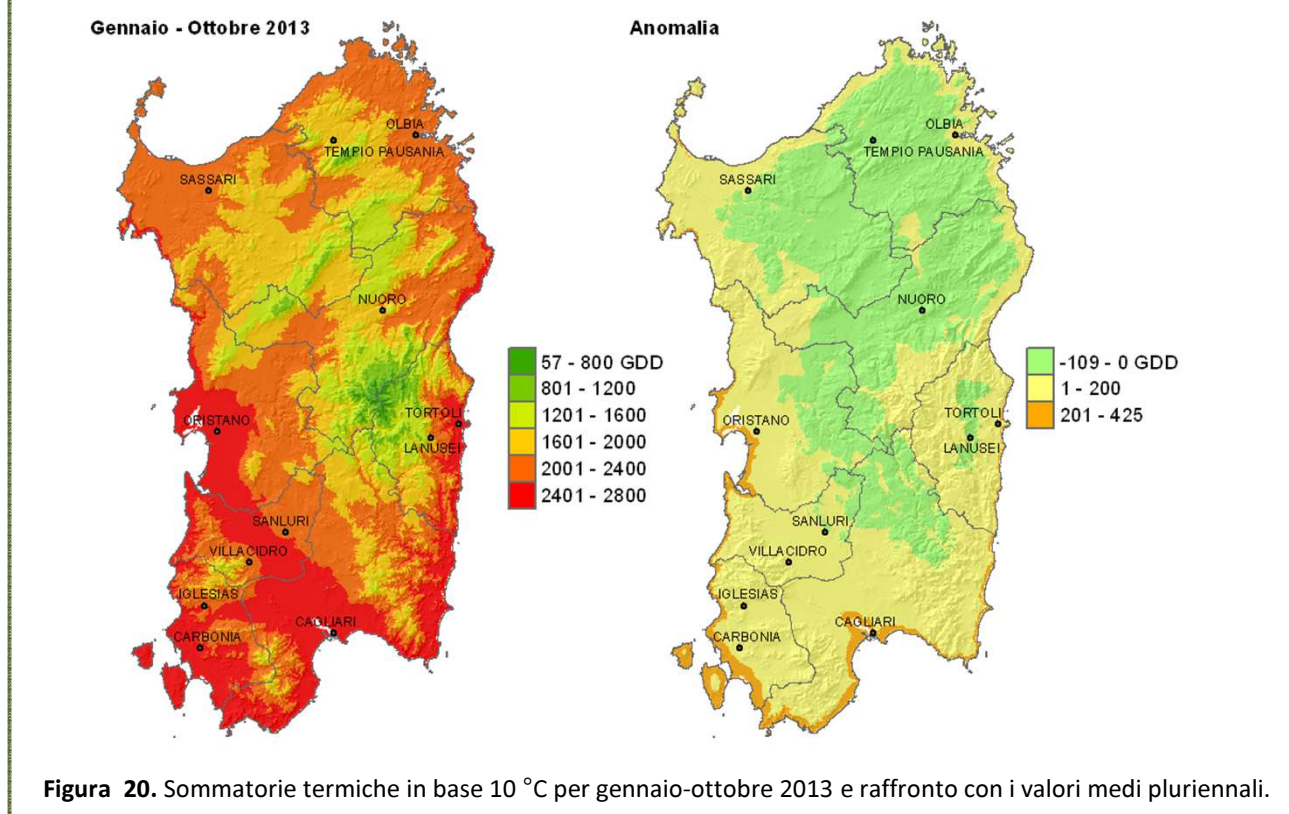 Gennaio - Ottobre 2013
OLBIA
TEMPIO PAUSANIA
SASSARI
NUORO
TORTOLI
ORISTANO
LANUSEI
SANLURI
VILLACIDRO
IGLESIAS
CAGLIARI
CARBONIA
57 - 800 GDD
801 - 1200
1201 - 1600
1601 - 2000
2001 - 2400
2401 - 2800
Anomalia
OLBIA
TEMPIO PAUSANIA
SASSARI
NUORO
TORTOLI
ORISTANO
LANUSEI
SANLURI
VILLACIDRO
IGLESIAS
CAGLIARI
CARBONIA
-109 - 0 GDD
1 - 200
201 - 425
Figura 20. Sommatorie termiche in base 10 °C per gennaio-ottobre 2013 e raffronto con i valori medi pluriennali.